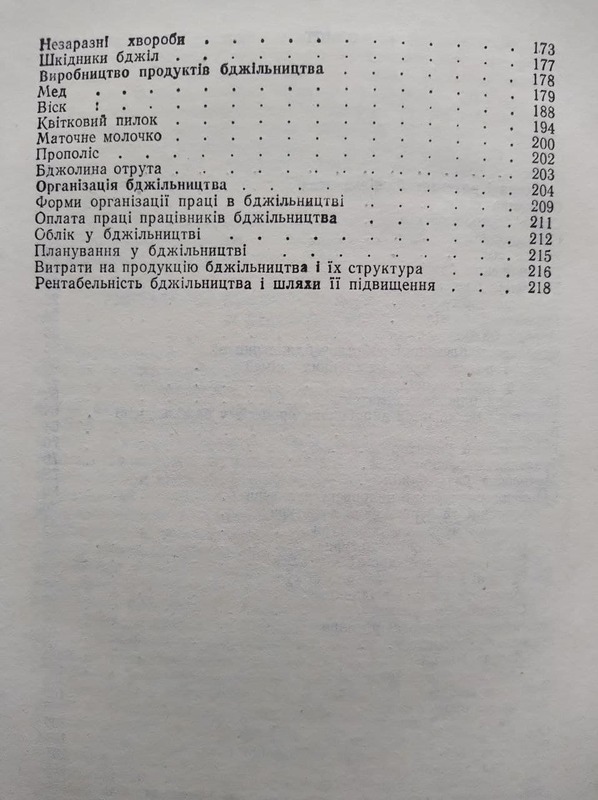 Незаразні хвороби . . . . . . . . . . . 173
Шкідники бджіл . . . . . . . . . . . . 177
Виробництво продуктів бджільництва . . . . . . 178
Мед . . . . . . . . . . . . . . . 179
Віск . . . . . . . . . . . . . . . 188
Квітковий пилок . . . . . . . . . . . . 194
Маточне молочко . . . . . . . . . . . . 200
Прополіс . . . . . . . . . . . . . . 202
Бджолина отрута . . . . . . . . . . . . 203
Організація бджільництва . . . . . . . . . . 204
Форми організації праці в бджільництві . . . . . . 209
Оплата праці працівників бджільництва . . . . . 211
Облік у бджільництві . . . . . . . . . . 212
Планування у бджільництві . . . . . . . . 215
Витрати на продукцію бджільництва і їх структура . . . 216
Рентабельність бджільництва і шляхи її підвищення . . . 218